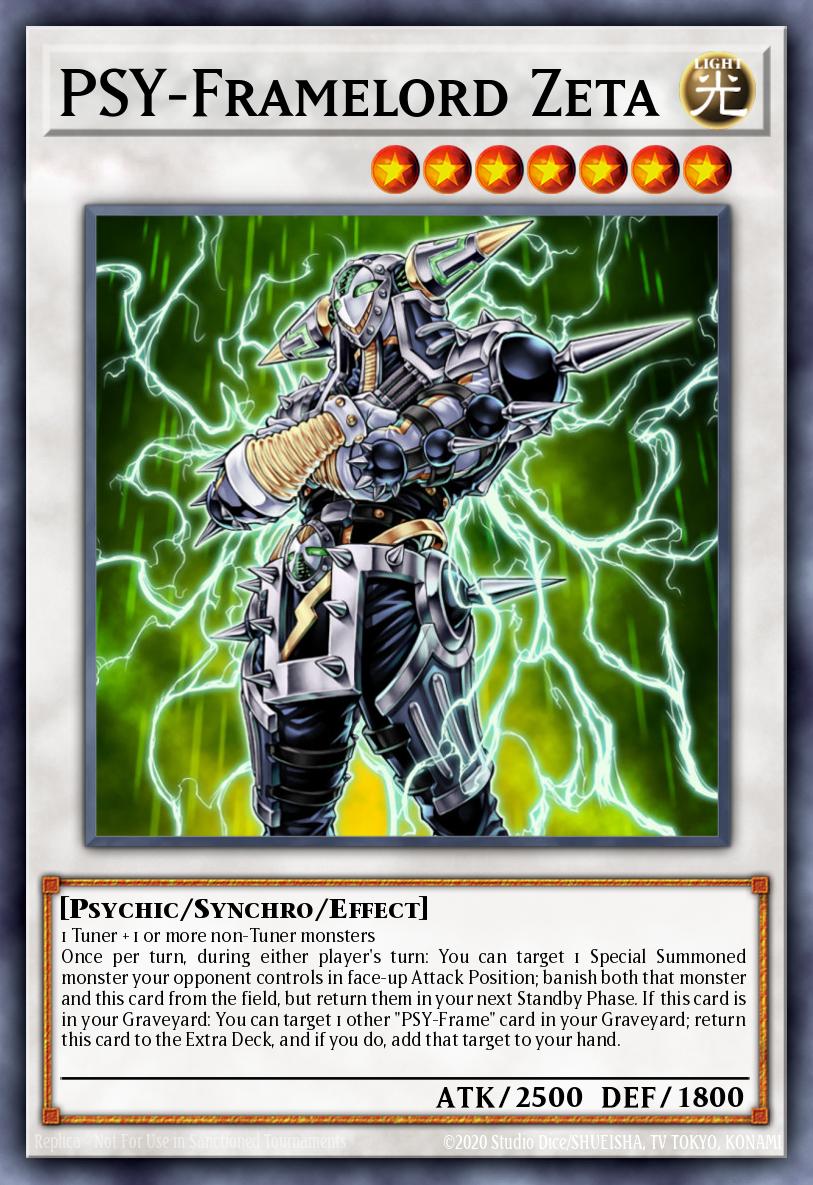 PSY-Framelord Zeta
LIGHT
光
[Psychic/Synchro/Effect]
1 Tuner + 1 or more non-Tuner monsters
Once per turn, during either player's turn: You can target 1 Special Summoned
monster your opponent controls in face-up Attack Position; banish both that monster
and this card from the field, but return them in your next Standby Phase. If this card is
in your Graveyard: You can target 1 other "PSY-Frame" card in your Graveyard; return
this card to the Extra Deck, and if you do, add that target to your hand.
ATK/2500 DEF/1800
Replica - Not For Use in Sanctioned Tournaments
©2020 Studio Dice/SHUEISHA, TV TOKYO, KONAMI